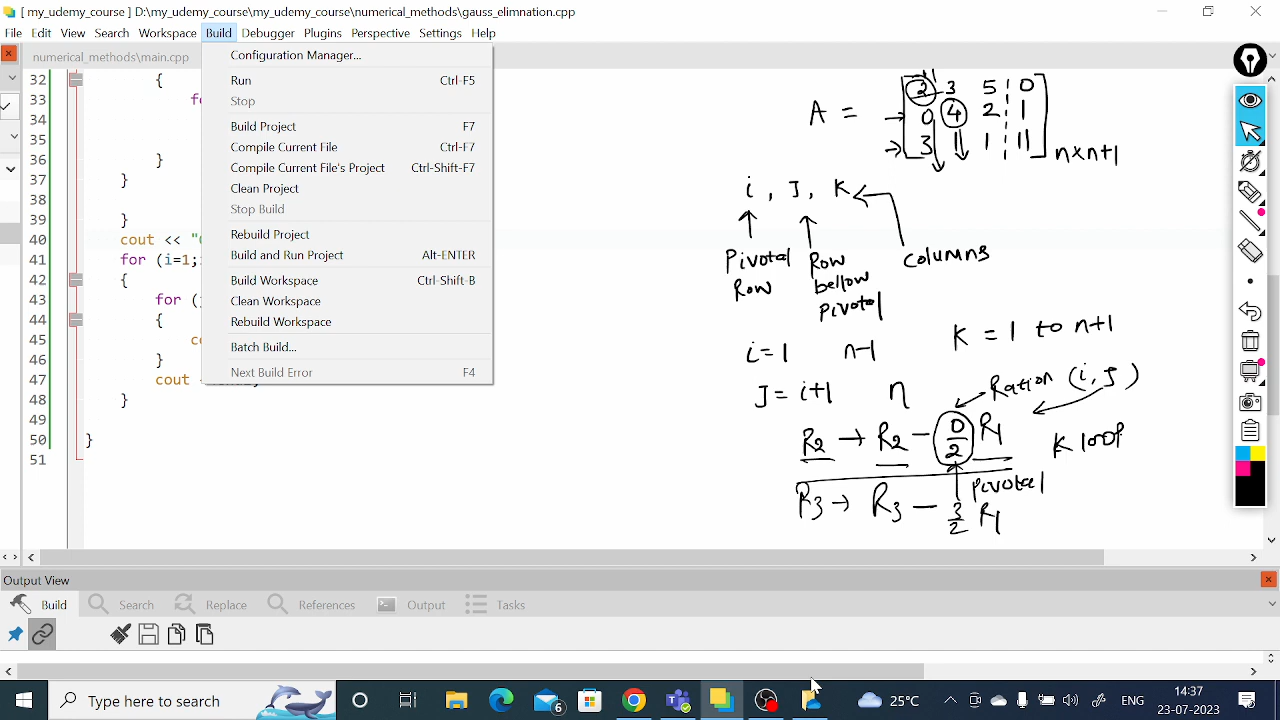 [ my_udemy_course ] D:\my_udemy_course\my_udemy_course\numerical_methods\gauss_elimnation.cpp
File Edit View Search Workspace Build Debugger Plugins Perspective Settings Help
numerical_methods\main.cpp
Configuration Manager...
Run Ctrl-F5
Stop
Build Project F7
Compile Current File Ctrl-F7
Compile Current File's Project Ctrl-Shift-F7
Clean Project
Stop Build
Rebuild Project
Build and Run Project Alt-ENTER
Build Workspace Ctrl-Shift-B
Clean Workspace
Rebuild Workspace
Batch Build...
Next Build Error F4
32 {
33
34
35
36 }
37 }
38
39 }
40 cout <<
41 for (i=1;
42 {
43 for (
44 {
45
46 }
47 cout
48 }
49
50 }
51
2 3 5 0
A = 0 4 2 1
3 1 1 11
n×n+1
i, J, K
Pivotal Row
Row bellow pivotal
Columns
K = 1 to n+1
i=1 n-1
J= i+1 n
Ration (i, J)
R2 → R2 - 0/2 R1
K loop
pivotal
R3 → R3 - 3/2 R1
Output View
Build Search Replace References Output Tasks
Type here to search
6
25°C
ENG
14:37
23-07-2023